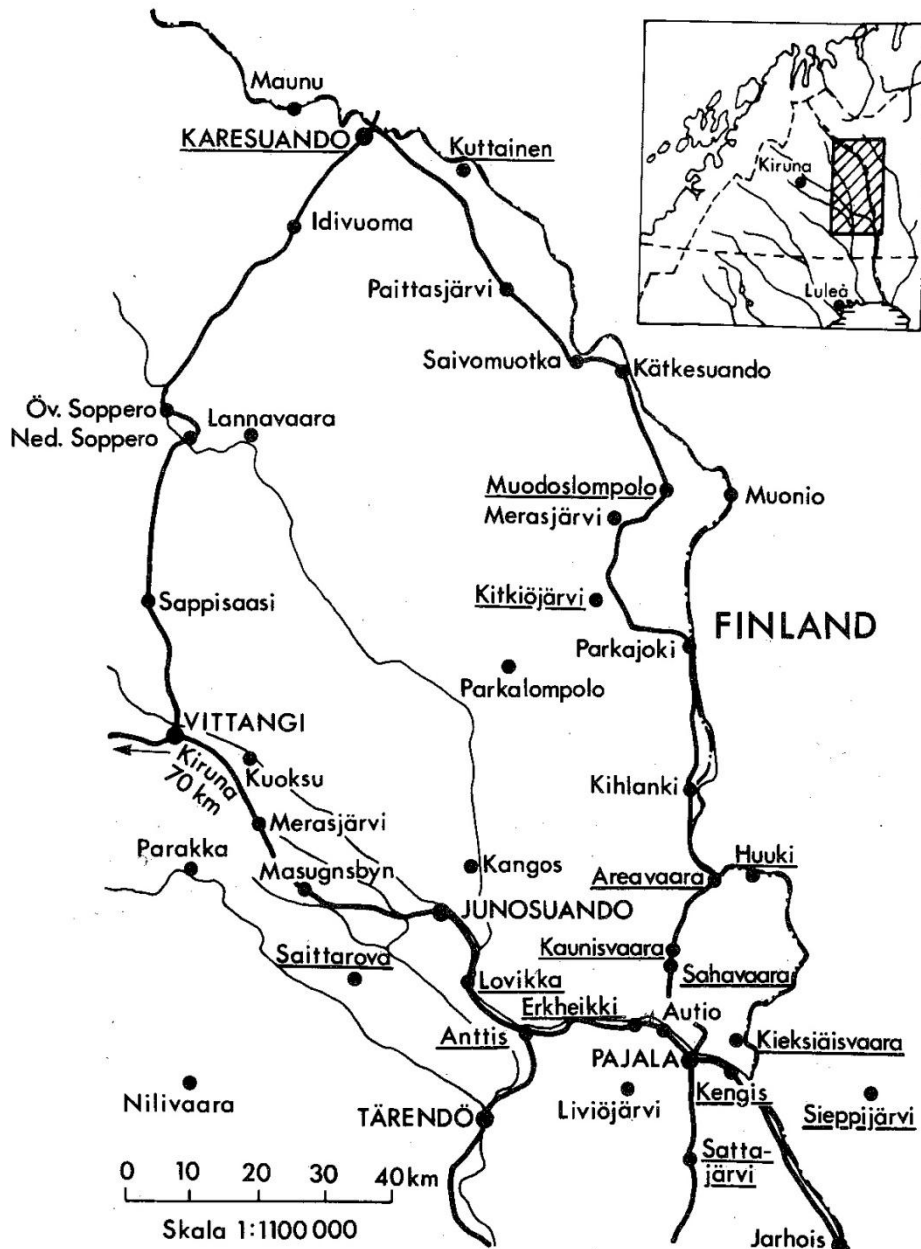 Maunu
KARESUANDO
Kuttainen
Kiruna
Luleå
Idivuoma
Paittasjärvi
Saivomuotka
Kätkesuando
Öv. Soppero
Lannavaara
Ned. Soppero
Muodoslompolo
Muonio
Merasjärvi
Sappisaasi
Kitkiöjärvi
FINLAND
Parkajoki
Parkalompolo
VITTANGI
Kiruna
70 km
Kuoksu
Kihlanki
Merasjärvi
Parakka
Masugnsbyn
Kangos
Huuki
Areavaara
JUNOSUANDO
Kaunisvaara
Saittarova
Lovikka
Sahavaara
Erkheikki
Autio
Anttis
Kieksiäisvaara
PAJALA
Nilivaara
Liviöjärvi
Kengis
Sieppijärvi
TÄRENDÖ
Satta-
järvi
0 10 20 30 40 km
Skala 1:1100 000
Jarhois